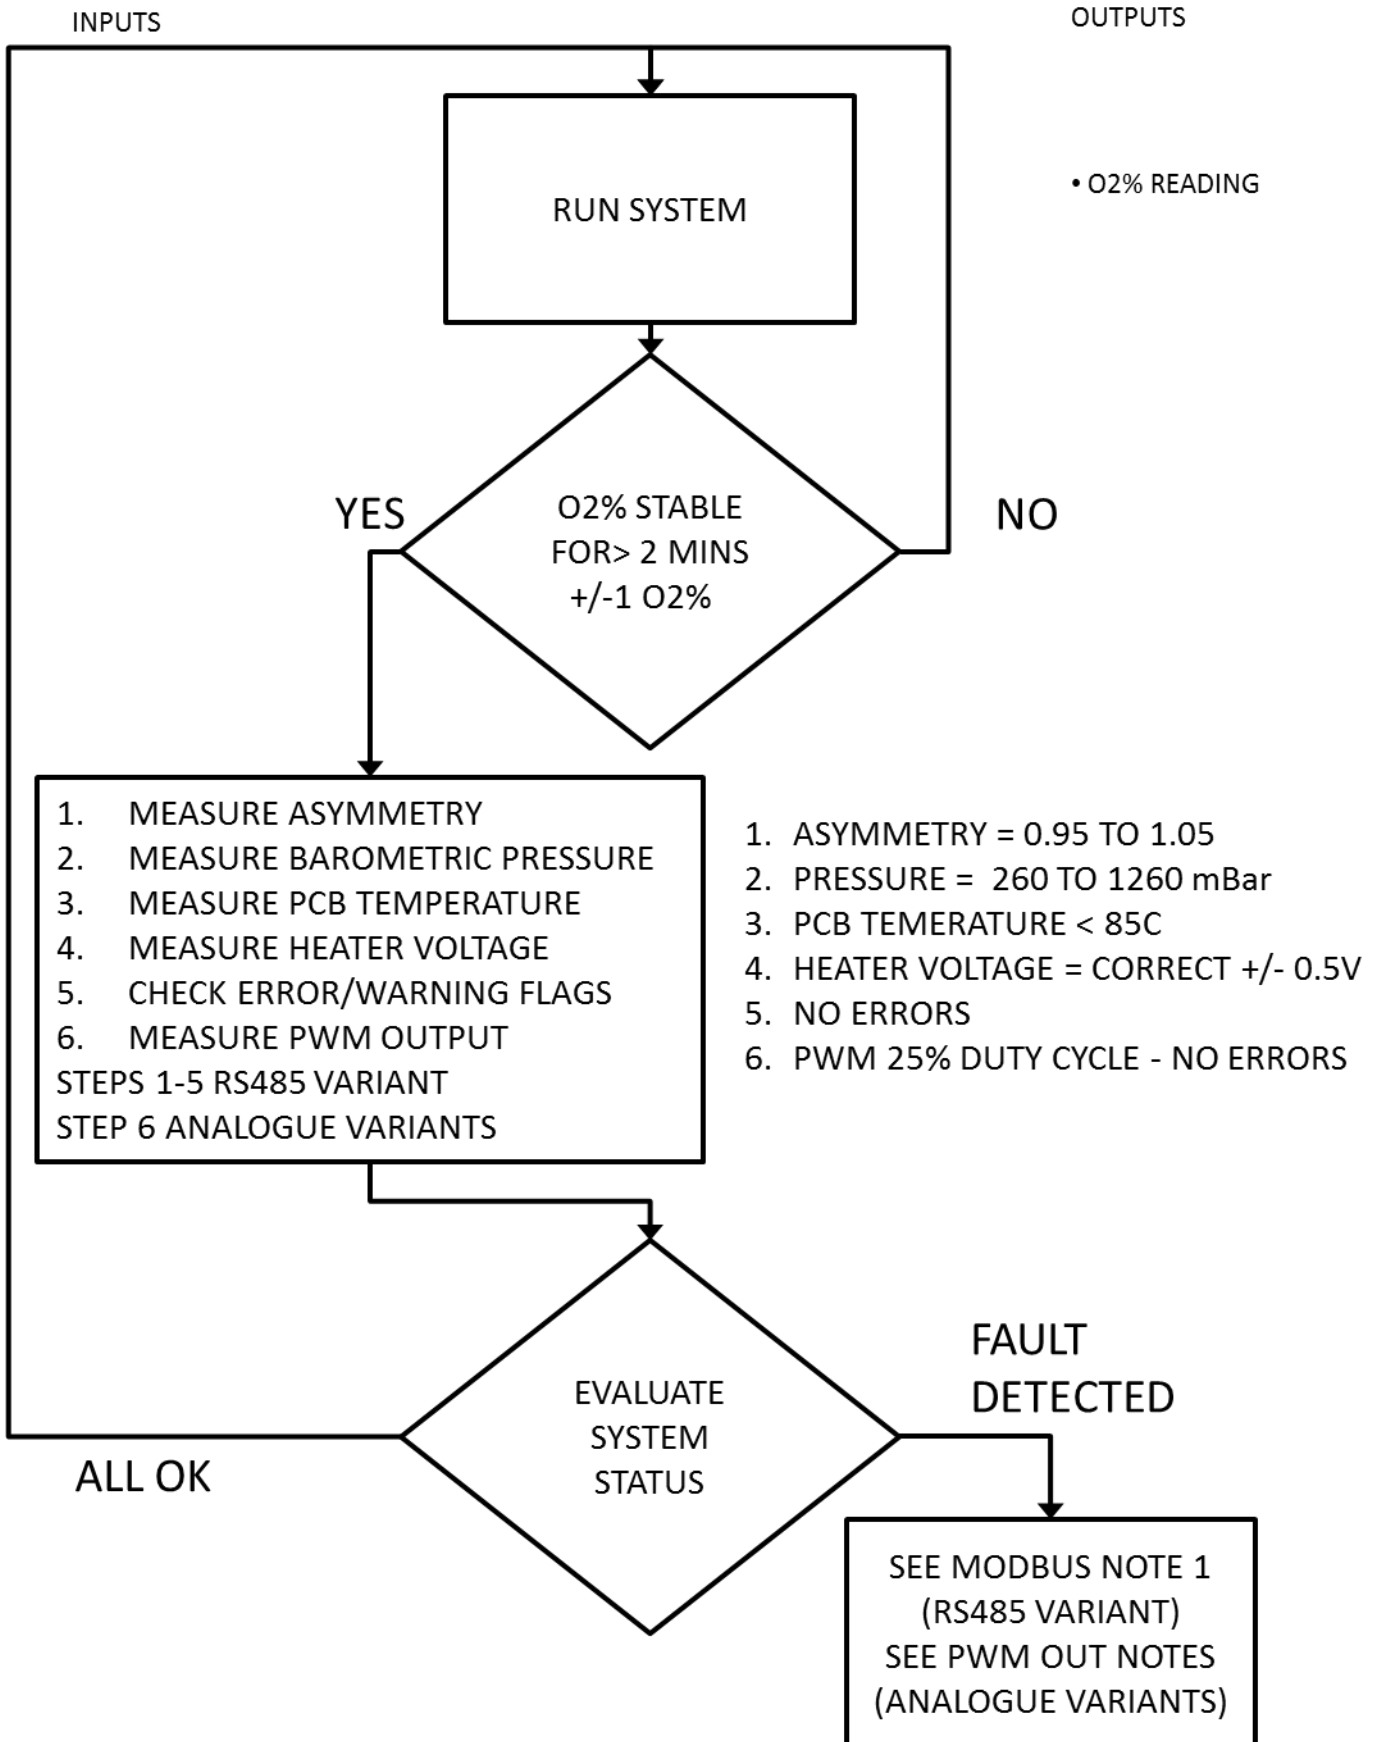 INPUTS
OUTPUTS
RUN SYSTEM
• O2% READING
YES
O2% STABLE
FOR> 2 MINS
+/-1 O2%
NO
1. MEASURE ASYMMETRY
2. MEASURE BAROMETRIC PRESSURE
3. MEASURE PCB TEMPERATURE
4. MEASURE HEATER VOLTAGE
5. CHECK ERROR/WARNING FLAGS
6. MEASURE PWM OUTPUT
STEPS 1-5 RS485 VARIANT
STEP 6 ANALOGUE VARIANTS
1. ASYMMETRY = 0.95 TO 1.05
2. PRESSURE = 260 TO 1260 mBar
3. PCB TEMERATURE < 85C
4. HEATER VOLTAGE = CORRECT +/- 0.5V
5. NO ERRORS
6. PWM 25% DUTY CYCLE - NO ERRORS
EVALUATE
SYSTEM
STATUS
FAULT
DETECTED
ALL OK
SEE MODBUS NOTE 1
(RS485 VARIANT)
SEE PWM OUT NOTES
(ANALOGUE VARIANTS)